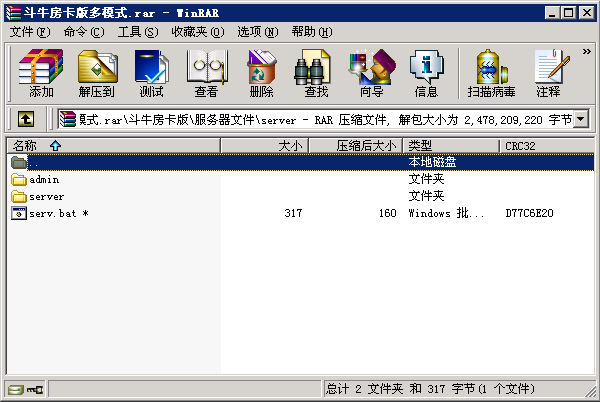 斗牛房卡版多模式.rar - WinRAR
文件(F) 命令(C) 工具(S) 收藏夹(O) 选项(N) 帮助(H)
添加 解压到 测试 查看 删除 查找 向导 信息 扫描病毒 注释 »
模式.rar\斗牛房卡版\服务器文件\server - RAR 压缩文件, 解包大小为 2,478,209,220 字节
名称 大小 压缩后大小 类型 CRC32
.. 本地磁盘
admin 文件夹
server 文件夹
serv.bat * 317 160 Windows 批... D77C6E20
总计 2 文件夹 和 317 字节(1 个文件)